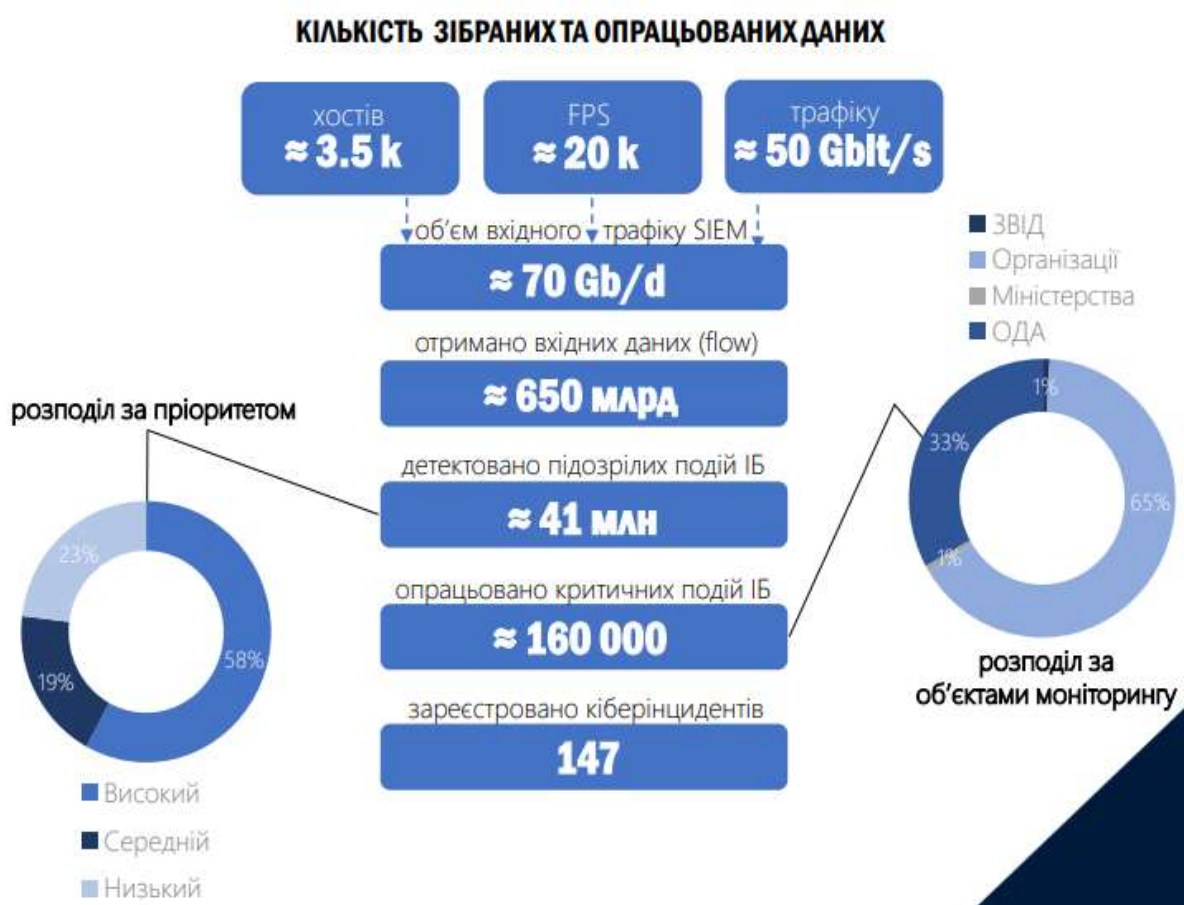 КІЛЬКІСТЬ ЗІБРАНИХ ТА ОПРАЦЬОВАНИХ ДАНИХ
хостів
≈ 3.5 k
FPS
≈ 20 k
трафіку
≈ 50 Gbit/s
об'єм вхідного трафіку SIEM
≈ 70 Gb/d
отримано вхідних даних (flow)
≈ 650 млрд
детектовано підозрілих подій ІБ
≈ 41 млн
опрацьовано критичних подій ІБ
≈ 160 000
зареєстровано кіберінцидентів
147
розподіл за пріоритетом
23%
58%
19%
Високий
Середній
Низький
ЗВІД
Організації
Міністерства
ОДА
1%
33%
65%
1%
розподіл за
об'єктами моніторингу